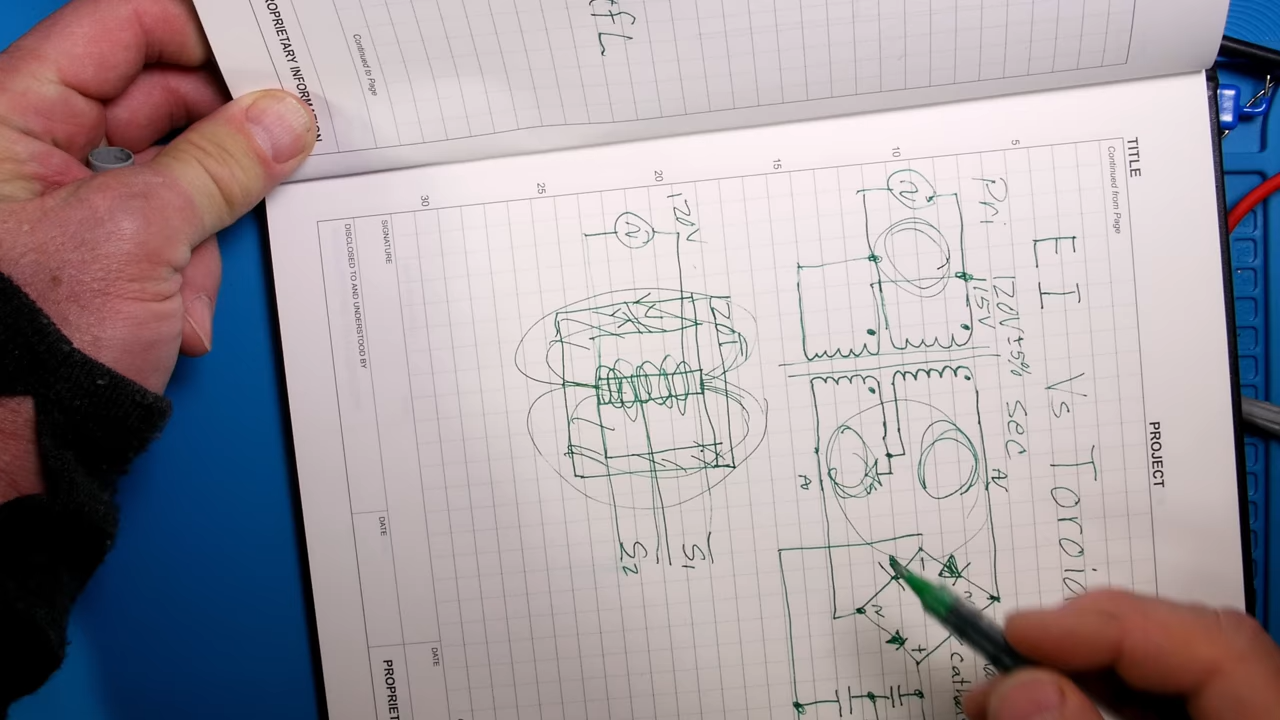 TITLE
PROJECT
Continued from Page
EI Vs Toroid
Pri
120V±5% SEC
115V
5
10
15
20
25
30
120V
S1
S2
SIGNATURE
DATE
DISCLOSED TO AND UNDERSTOOD BY
DATE
PROPRIET
Continued to Page
PROPRIETARY INFORMATION